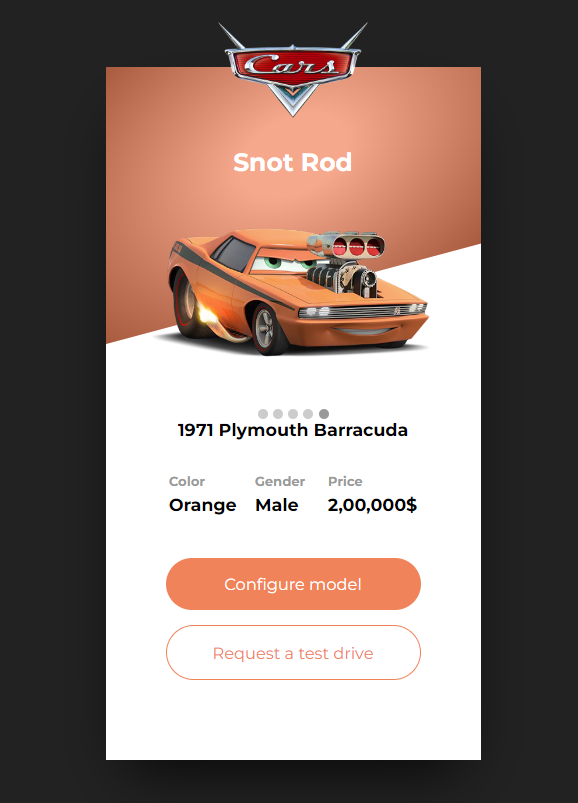 Cars
Snot Rod
1971 Plymouth Barracuda
Color Gender Price
Orange Male 2,00,000$
Configure model
Request a test drive